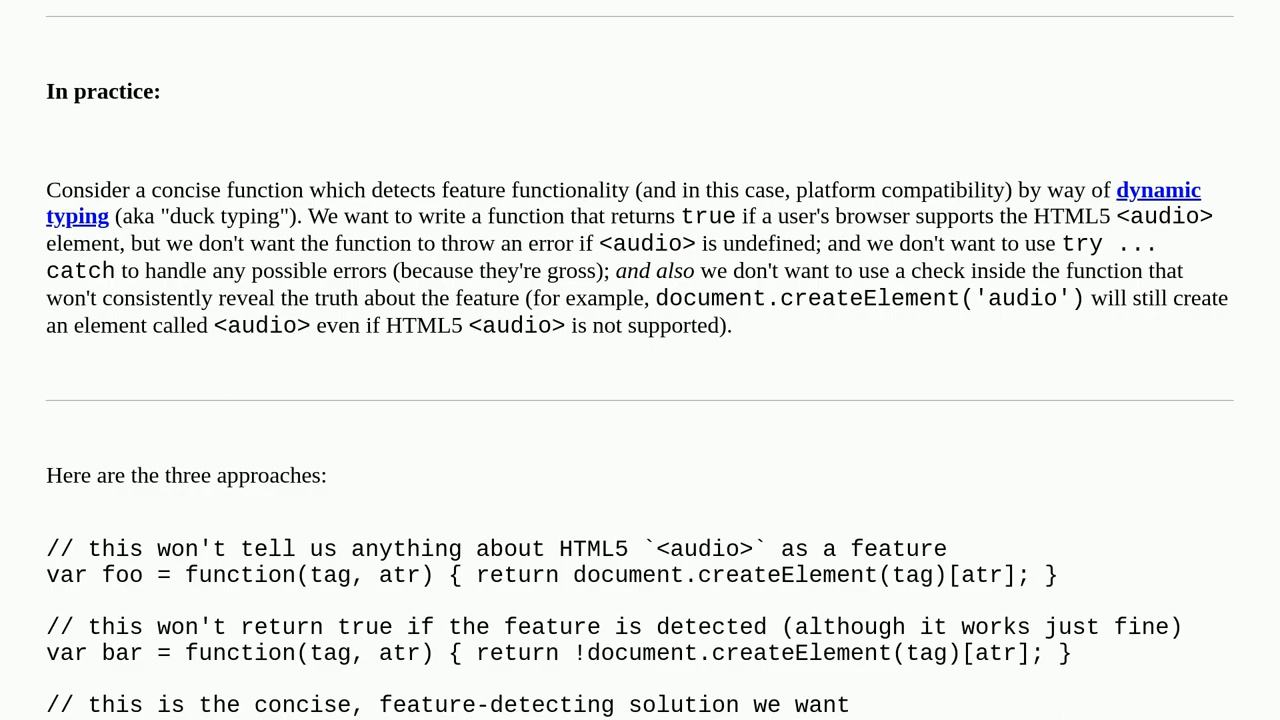 In practice:
Consider a concise function which detects feature functionality (and in this case, platform compatibility) by way of dynamic
typing (aka "duck typing"). We want to write a function that returns true if a user's browser supports the HTML5 <audio>
element, but we don't want the function to throw an error if <audio> is undefined; and we don't want to use try ...
catch to handle any possible errors (because they're gross); and also we don't want to use a check inside the function that
won't consistently reveal the truth about the feature (for example, document.createElement('audio') will still create
an element called <audio> even if HTML5 <audio> is not supported).
Here are the three approaches:
// this won't tell us anything about HTML5 `<audio>` as a feature
var foo = function(tag, atr) { return document.createElement(tag)[atr]; }
// this won't return true if the feature is detected (although it works just fine)
var bar = function(tag, atr) { return !document.createElement(tag)[atr]; }
// this is the concise, feature-detecting solution we want